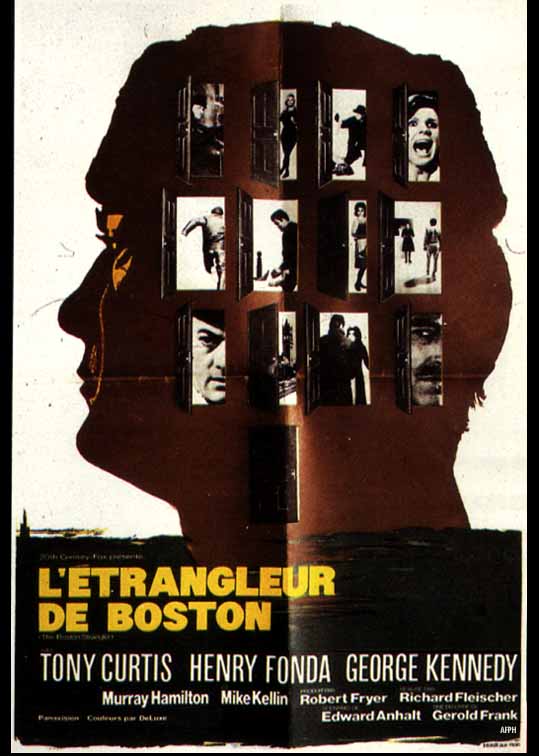 20th Century-Fox présente
L'ETRANGLEUR
DE BOSTON
(The Boston Strangler)
TONY CURTIS HENRY FONDA GEORGE KENNEDY
Murray Hamilton Mike Kellin Robert Fryer Richard Fleischer
Edward Anhalt Gerold Frank
Panavision Couleurs par DeLuxe
AFPH